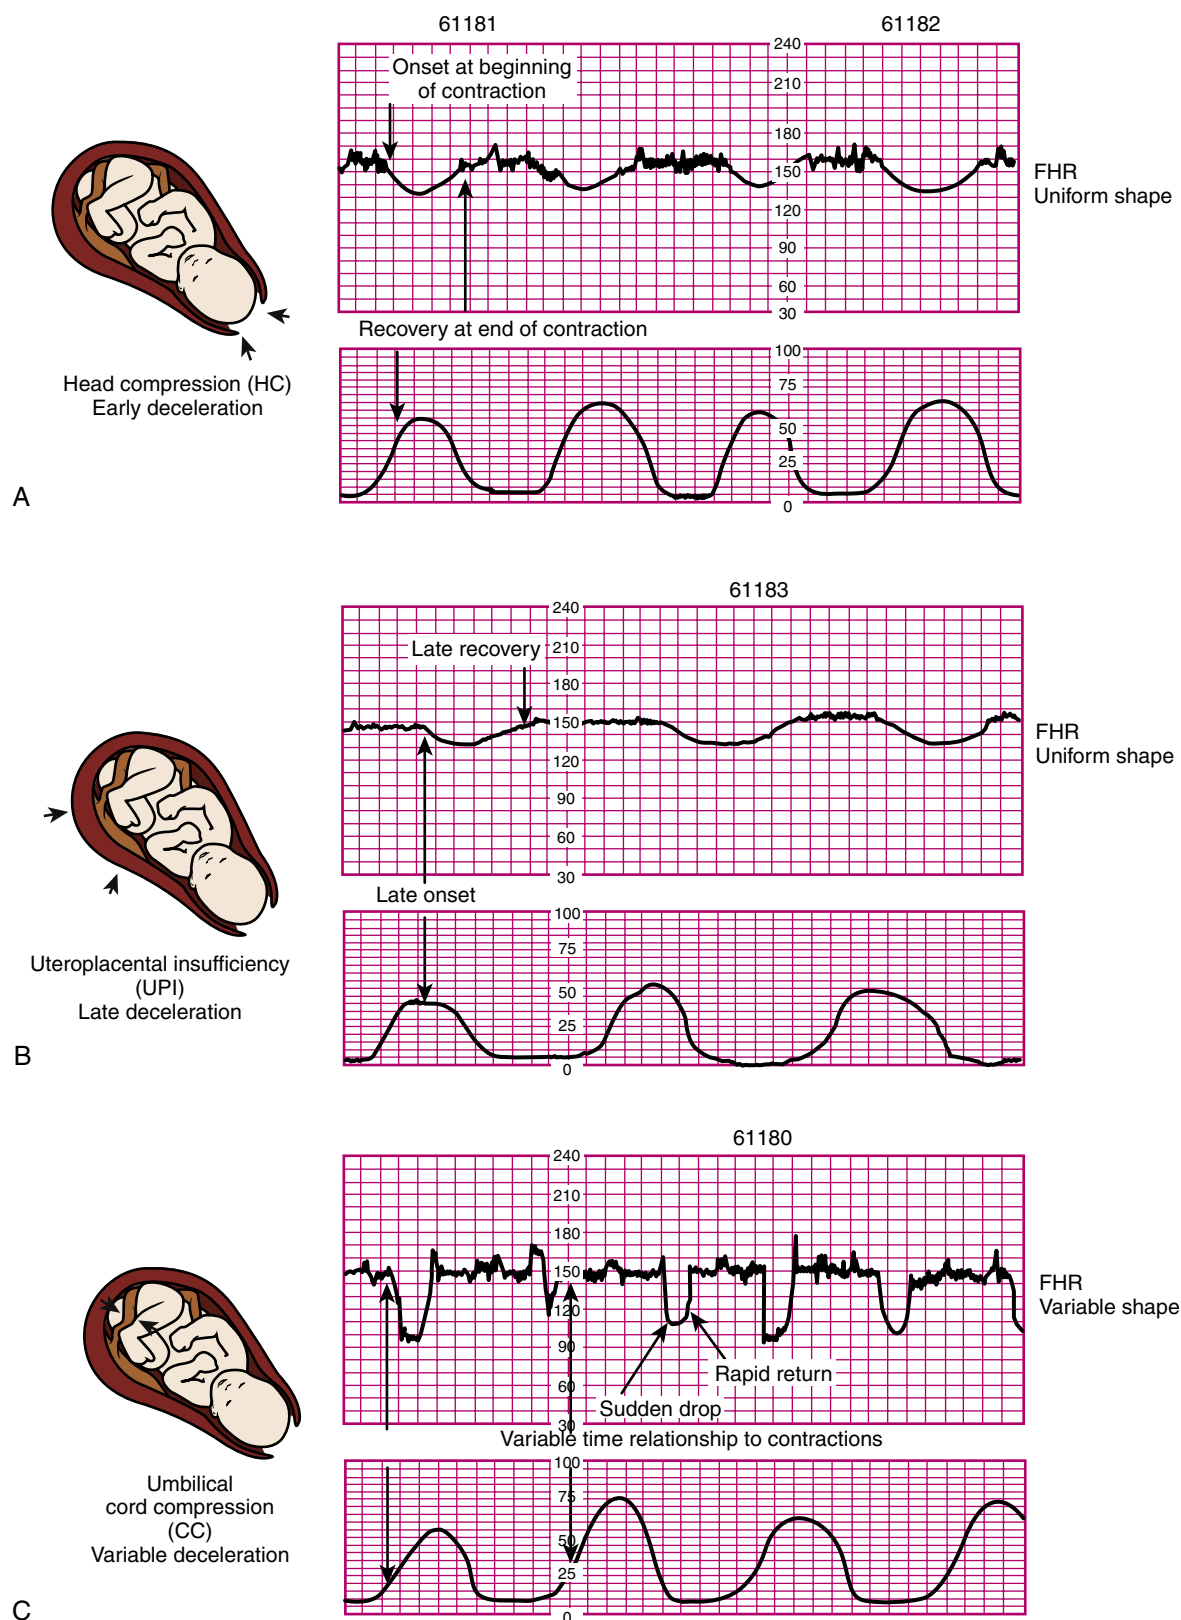 61181
61182
240
210
180
150
120
90
60
30
Onset at beginning
of contraction
FHR
Uniform shape
Recovery at end of contraction
Head compression (HC)
Early deceleration
100
75
50
25
0
A
61183
240
210
180
150
120
90
60
30
Late recovery
FHR
Uniform shape
Late onset
Uteroplacental insufficiency
(UPI)
Late deceleration
100
75
50
25
0
B
61180
240
210
180
150
120
90
60
30
FHR
Variable shape
Rapid return
Sudden drop
Variable time relationship to contractions
Umbilical
cord compression
(CC)
Variable deceleration
100
75
50
25
0
C